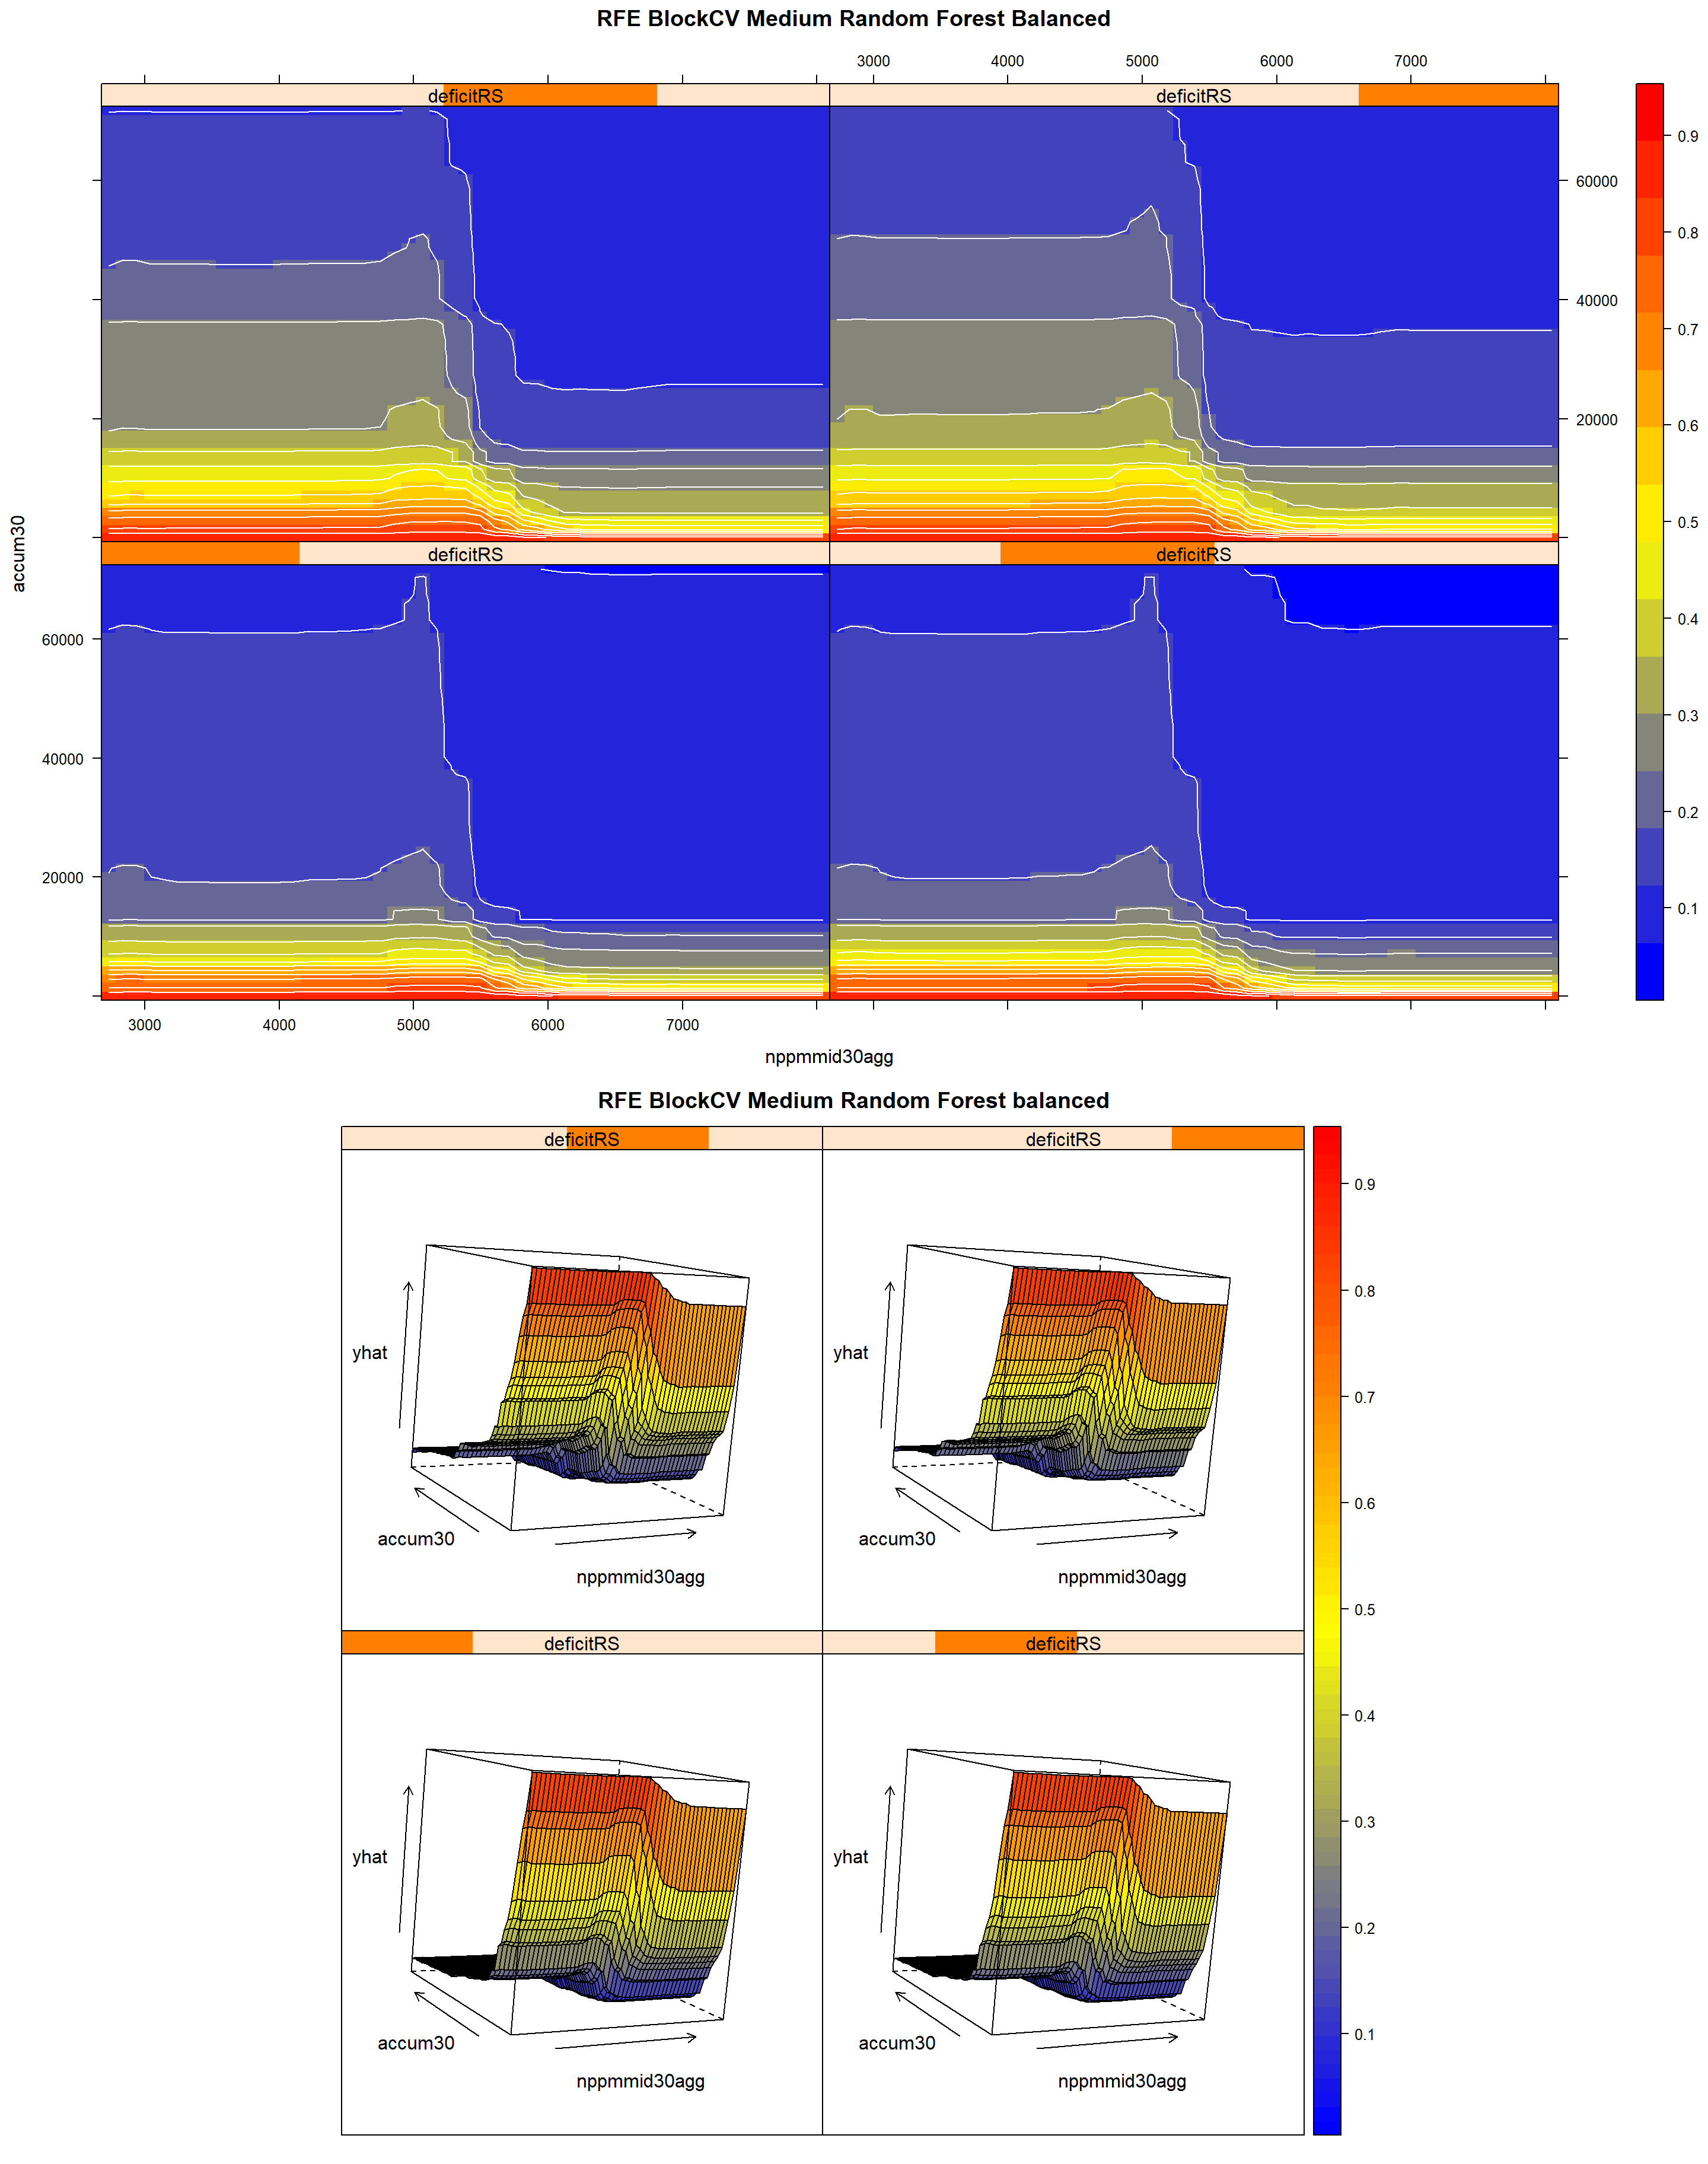 RFE BlockCV Medium Random Forest Balanced
3000 4000 5000 6000 7000
deficitRS deficitRS
0.9
0.8
0.7
0.6
0.5
0.4
0.3
0.2
0.1
60000
40000
20000
accum30
deficitRS deficitRS
60000
40000
20000
3000 4000 5000 6000 7000
nppmmid30agg
RFE BlockCV Medium Random Forest balanced
deficitRS deficitRS
yhat
accum30
nppmmid30agg
yhat
accum30
nppmmid30agg
deficitRS deficitRS
yhat
accum30
nppmmid30agg
yhat
accum30
nppmmid30agg
0.9
0.8
0.7
0.6
0.5
0.4
0.3
0.2
0.1